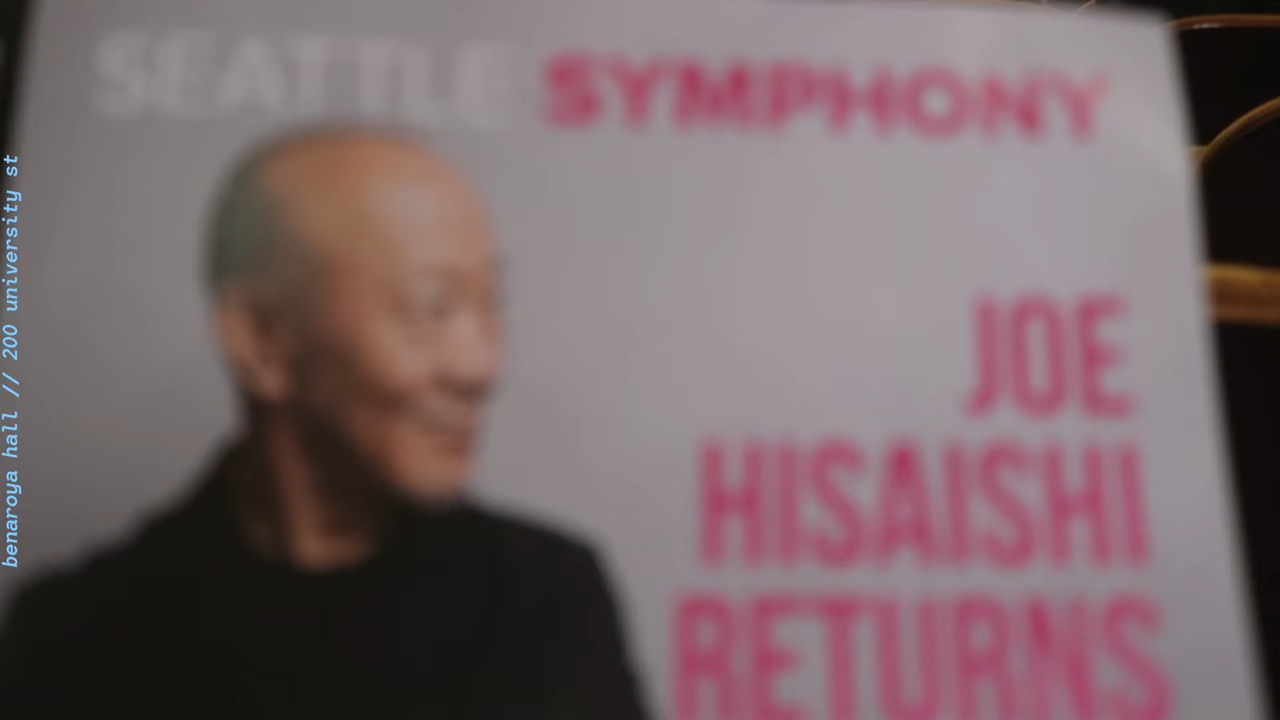 SEATTLE SYMPHONY
JOE
HISAISHI
RETURNS
benaroya hall // 200 university st